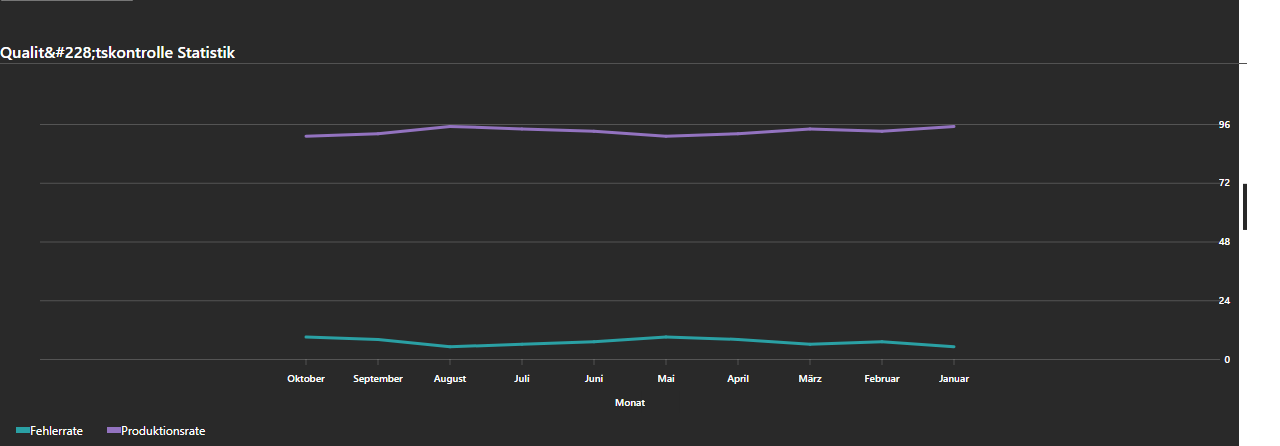 Qualit&#228;tskontrolle Statistik
96
72
48
24
0
Oktober September August Juli Juni Mai April März Februar Januar
Monat
Fehlerrate Produktionsrate